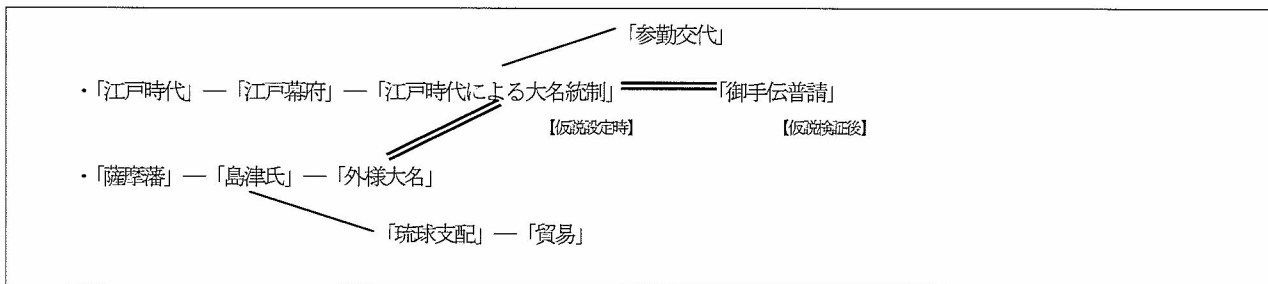 「参勤交代」
・「江戸時代」―「江戸幕府」―「江戸時代による大名統制」 「御手伝普請」
【仮説設定時】 【仮説検証後】
・「薩摩藩」―「島津氏」―「外様大名」
「琉球支配」―「貿易」